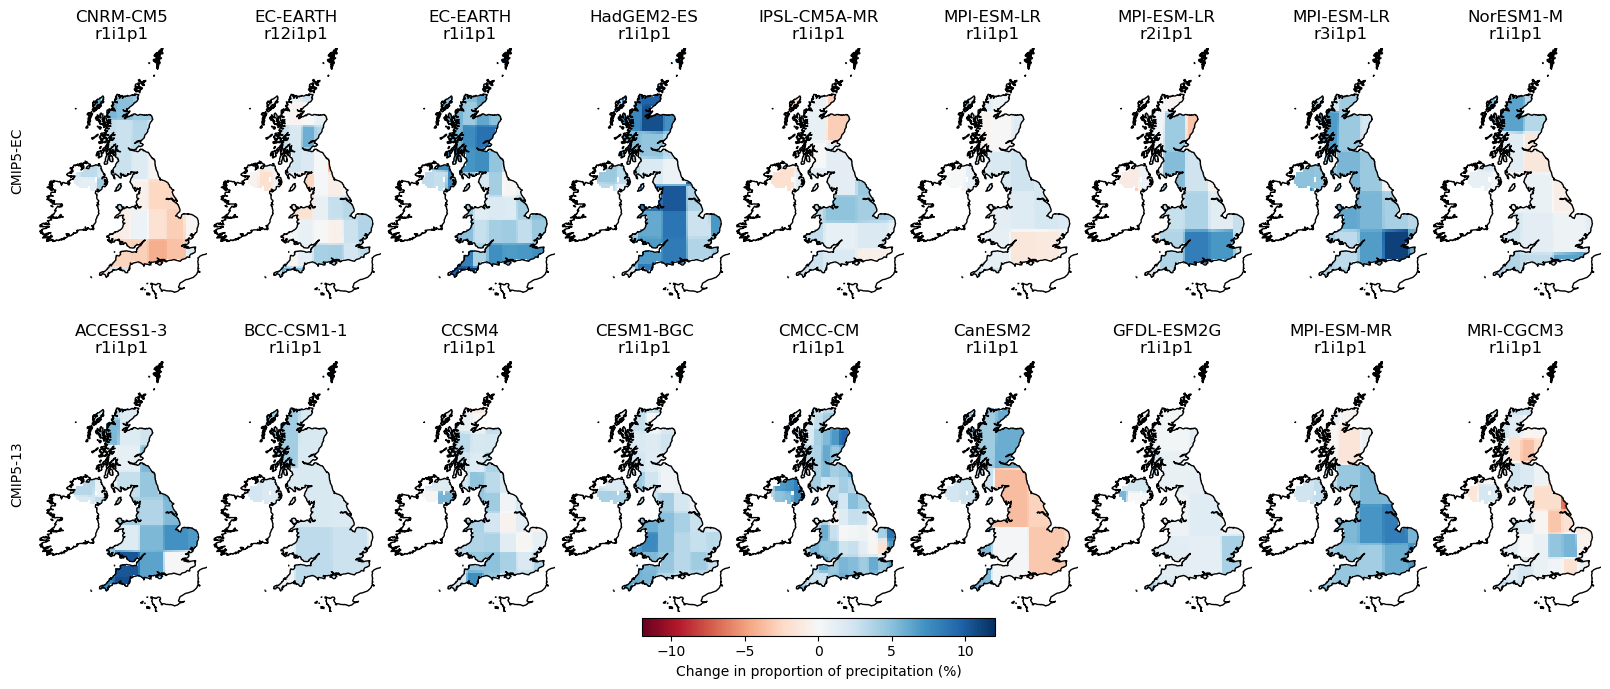 CNRM-CM5
r1i1p1
EC-EARTH
r12i1p1
EC-EARTH
r1i1p1
HadGEM2-ES
r1i1p1
IPSL-CM5A-MR
r1i1p1
MPI-ESM-LR
r1i1p1
MPI-ESM-LR
r2i1p1
MPI-ESM-LR
r3i1p1
NorESM1-M
r1i1p1
CMIP5-EC
ACCESS1-3
r1i1p1
BCC-CSM1-1
r1i1p1
CCSM4
r1i1p1
CESM1-BGC
r1i1p1
CMCC-CM
r1i1p1
CanESM2
r1i1p1
GFDL-ESM2G
r1i1p1
MPI-ESM-MR
r1i1p1
MRI-CGCM3
r1i1p1
CMIP5-13
−10 −5 0 5 10
Change in proportion of precipitation (%)